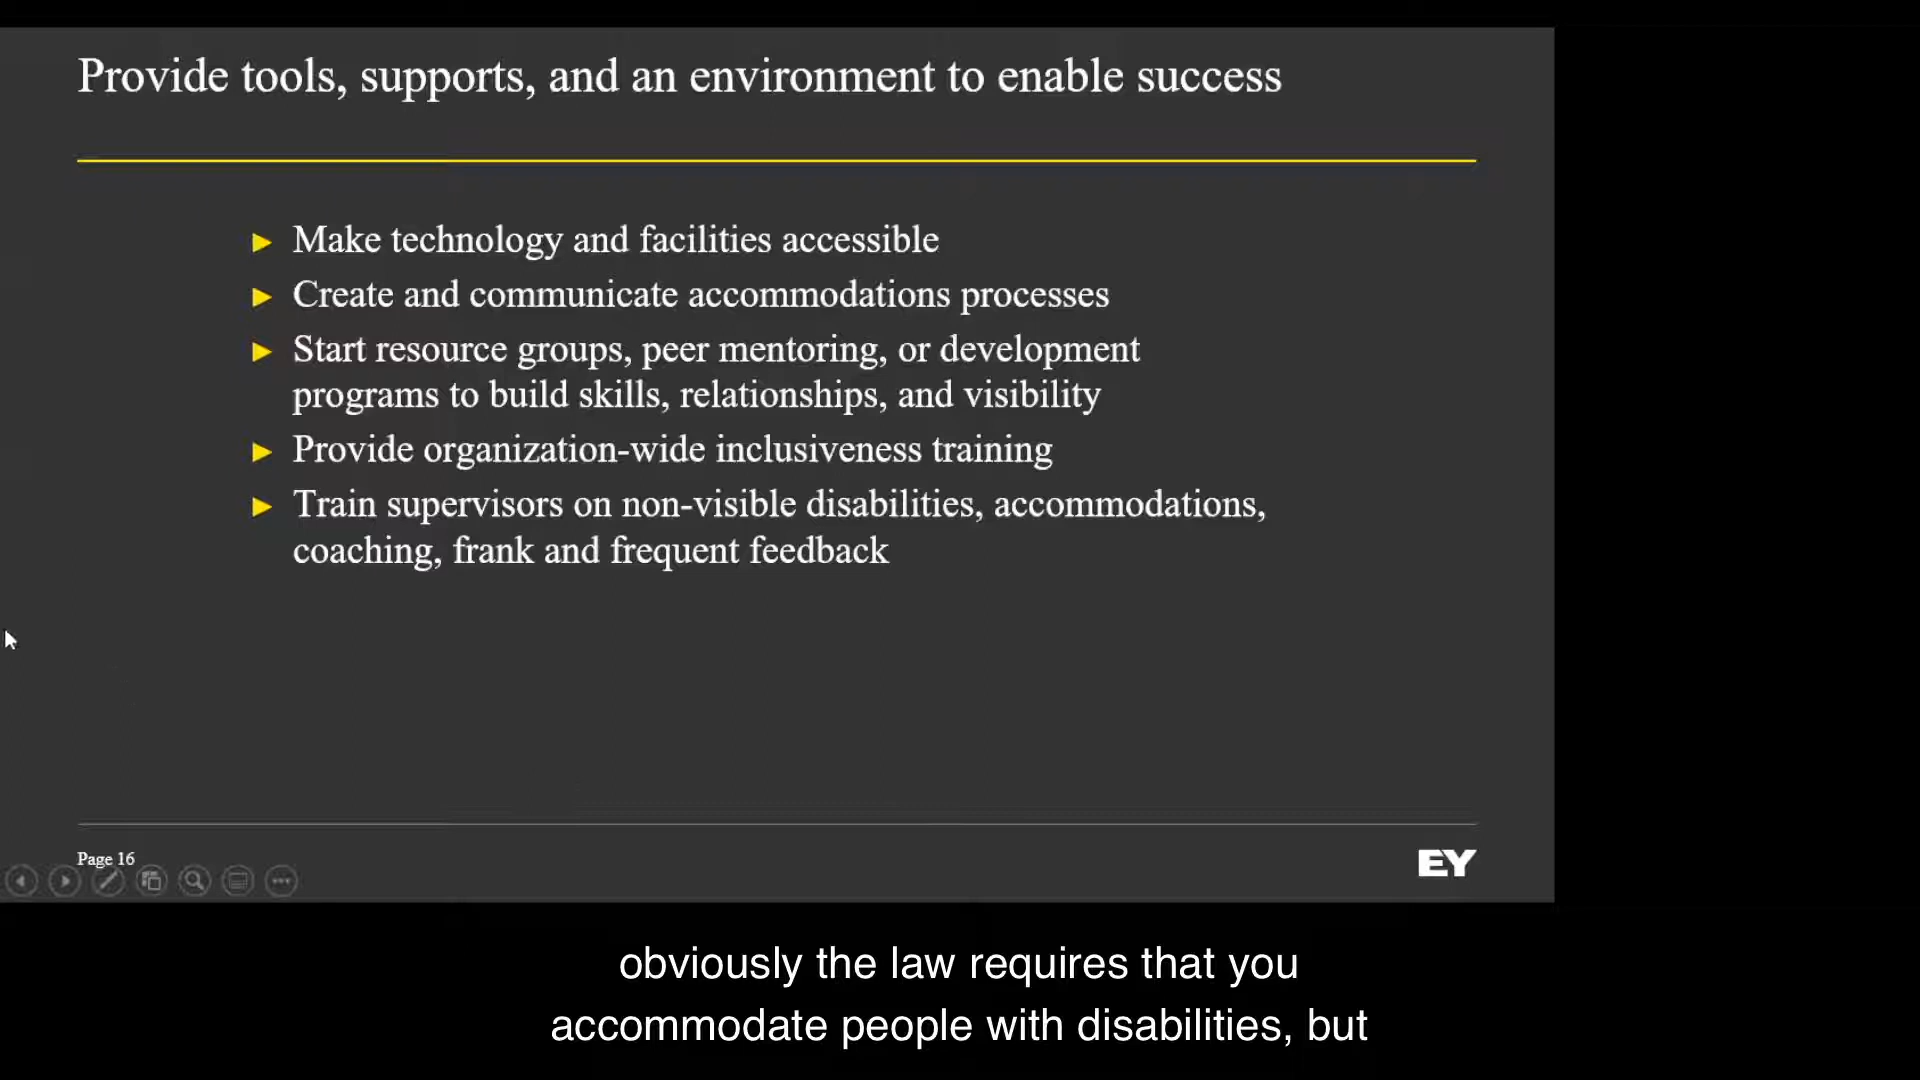 Provide tools, supports, and an environment to enable success
► Make technology and facilities accessible
► Create and communicate accommodations processes
► Start resource groups, peer mentoring, or development
programs to build skills, relationships, and visibility
► Provide organization-wide inclusiveness training
► Train supervisors on non-visible disabilities, accommodations,
coaching, frank and frequent feedback
Page 16
EY
obviously the law requires that you
accommodate people with disabilities, but